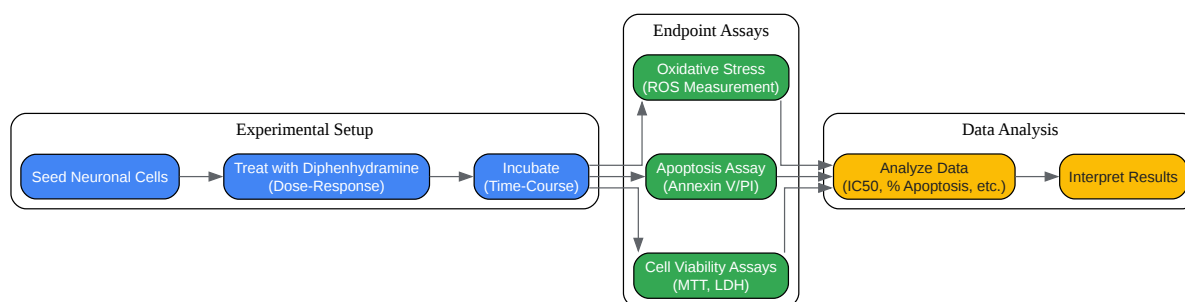 Experimental Setup
Seed Neuronal Cells
Treat with Diphenhydramine
(Dose-Response)
Incubate
(Time-Course)
Endpoint Assays
Oxidative Stress
(ROS Measurement)
Apoptosis Assay
(Annexin V/PI)
Cell Viability Assays
(MTT, LDH)
Data Analysis
Analyze Data
(IC50, % Apoptosis, etc.)
Interpret Results